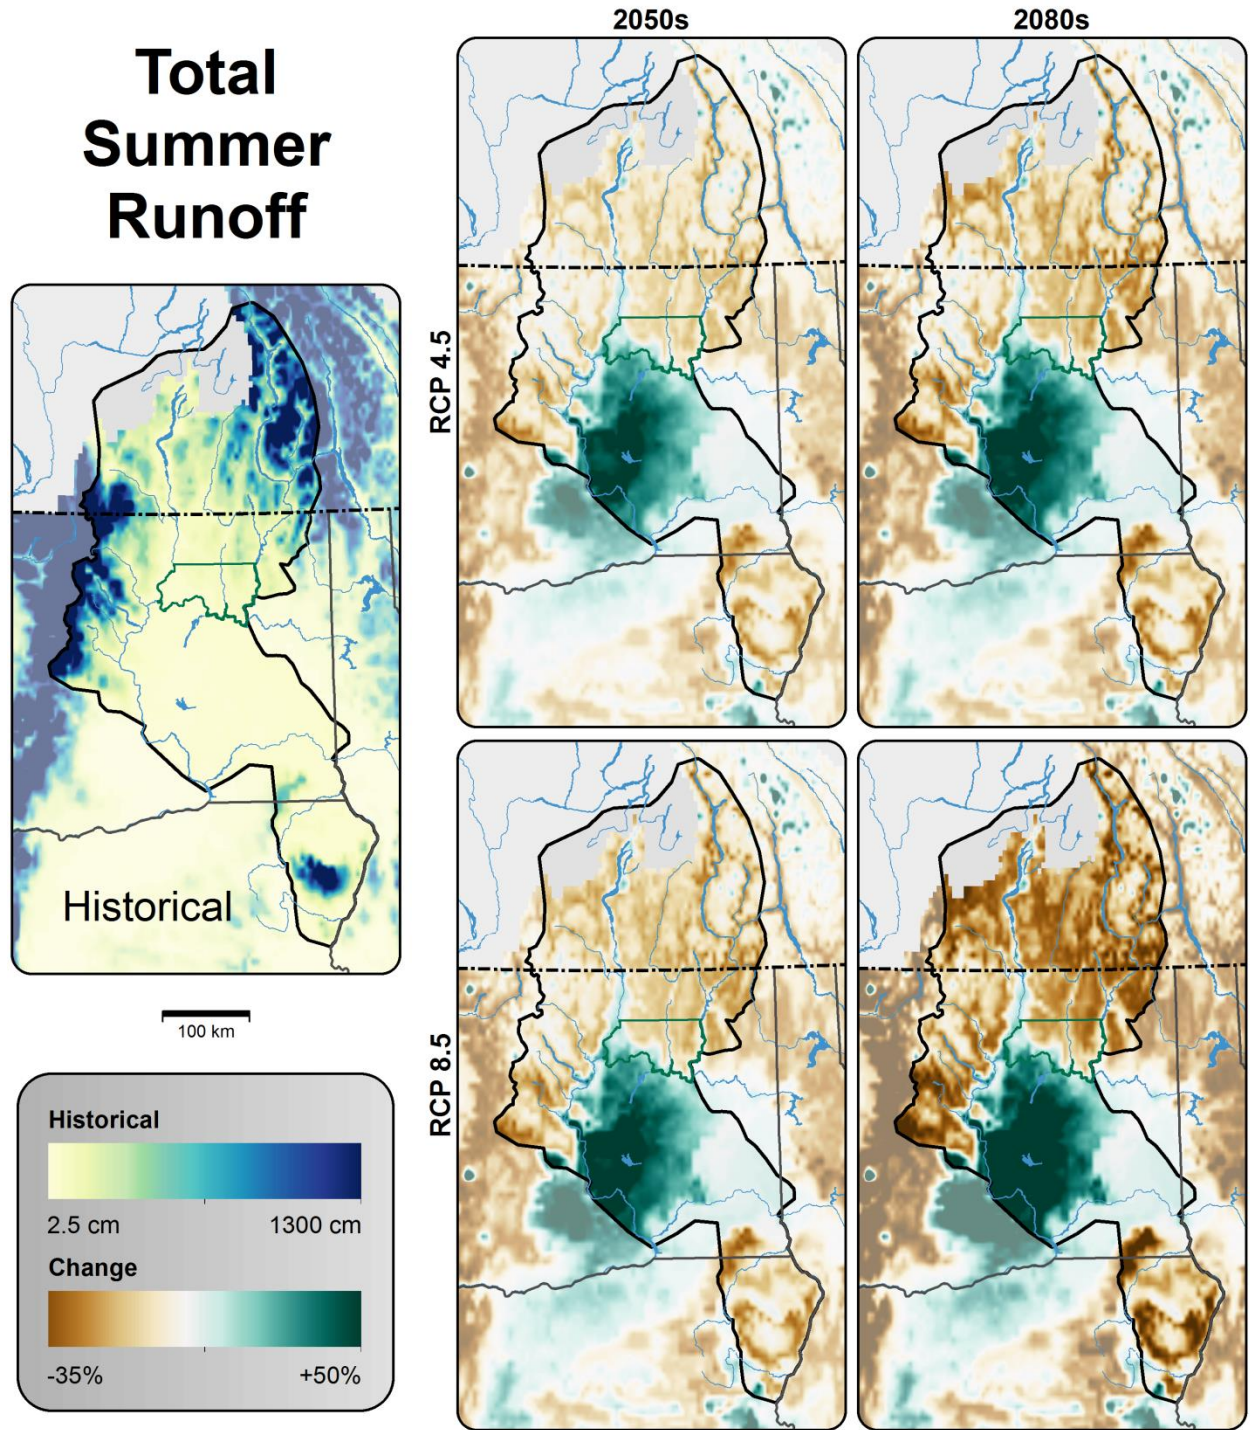 Total
Summer
Runoff
2050s
2080s
RCP 4.5
Historical
100 km
RCP 8.5
Historical
2.5 cm
1300 cm
Change
-35%
+50%